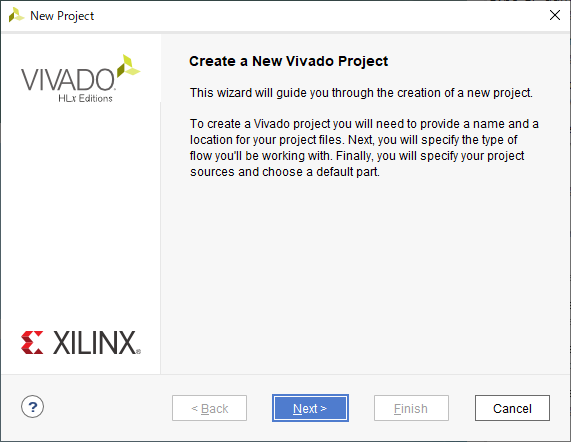 New Project
VIVADO
HLx Editions
Create a New Vivado Project
This wizard will guide you through the creation of a new project.
To create a Vivado project you will need to provide a name and a
location for your project files. Next, you will specify the type of
flow you'll be working with. Finally, you will specify your project
sources and choose a default part.
XILINX®
?
< Back
Next >
Finish
Cancel